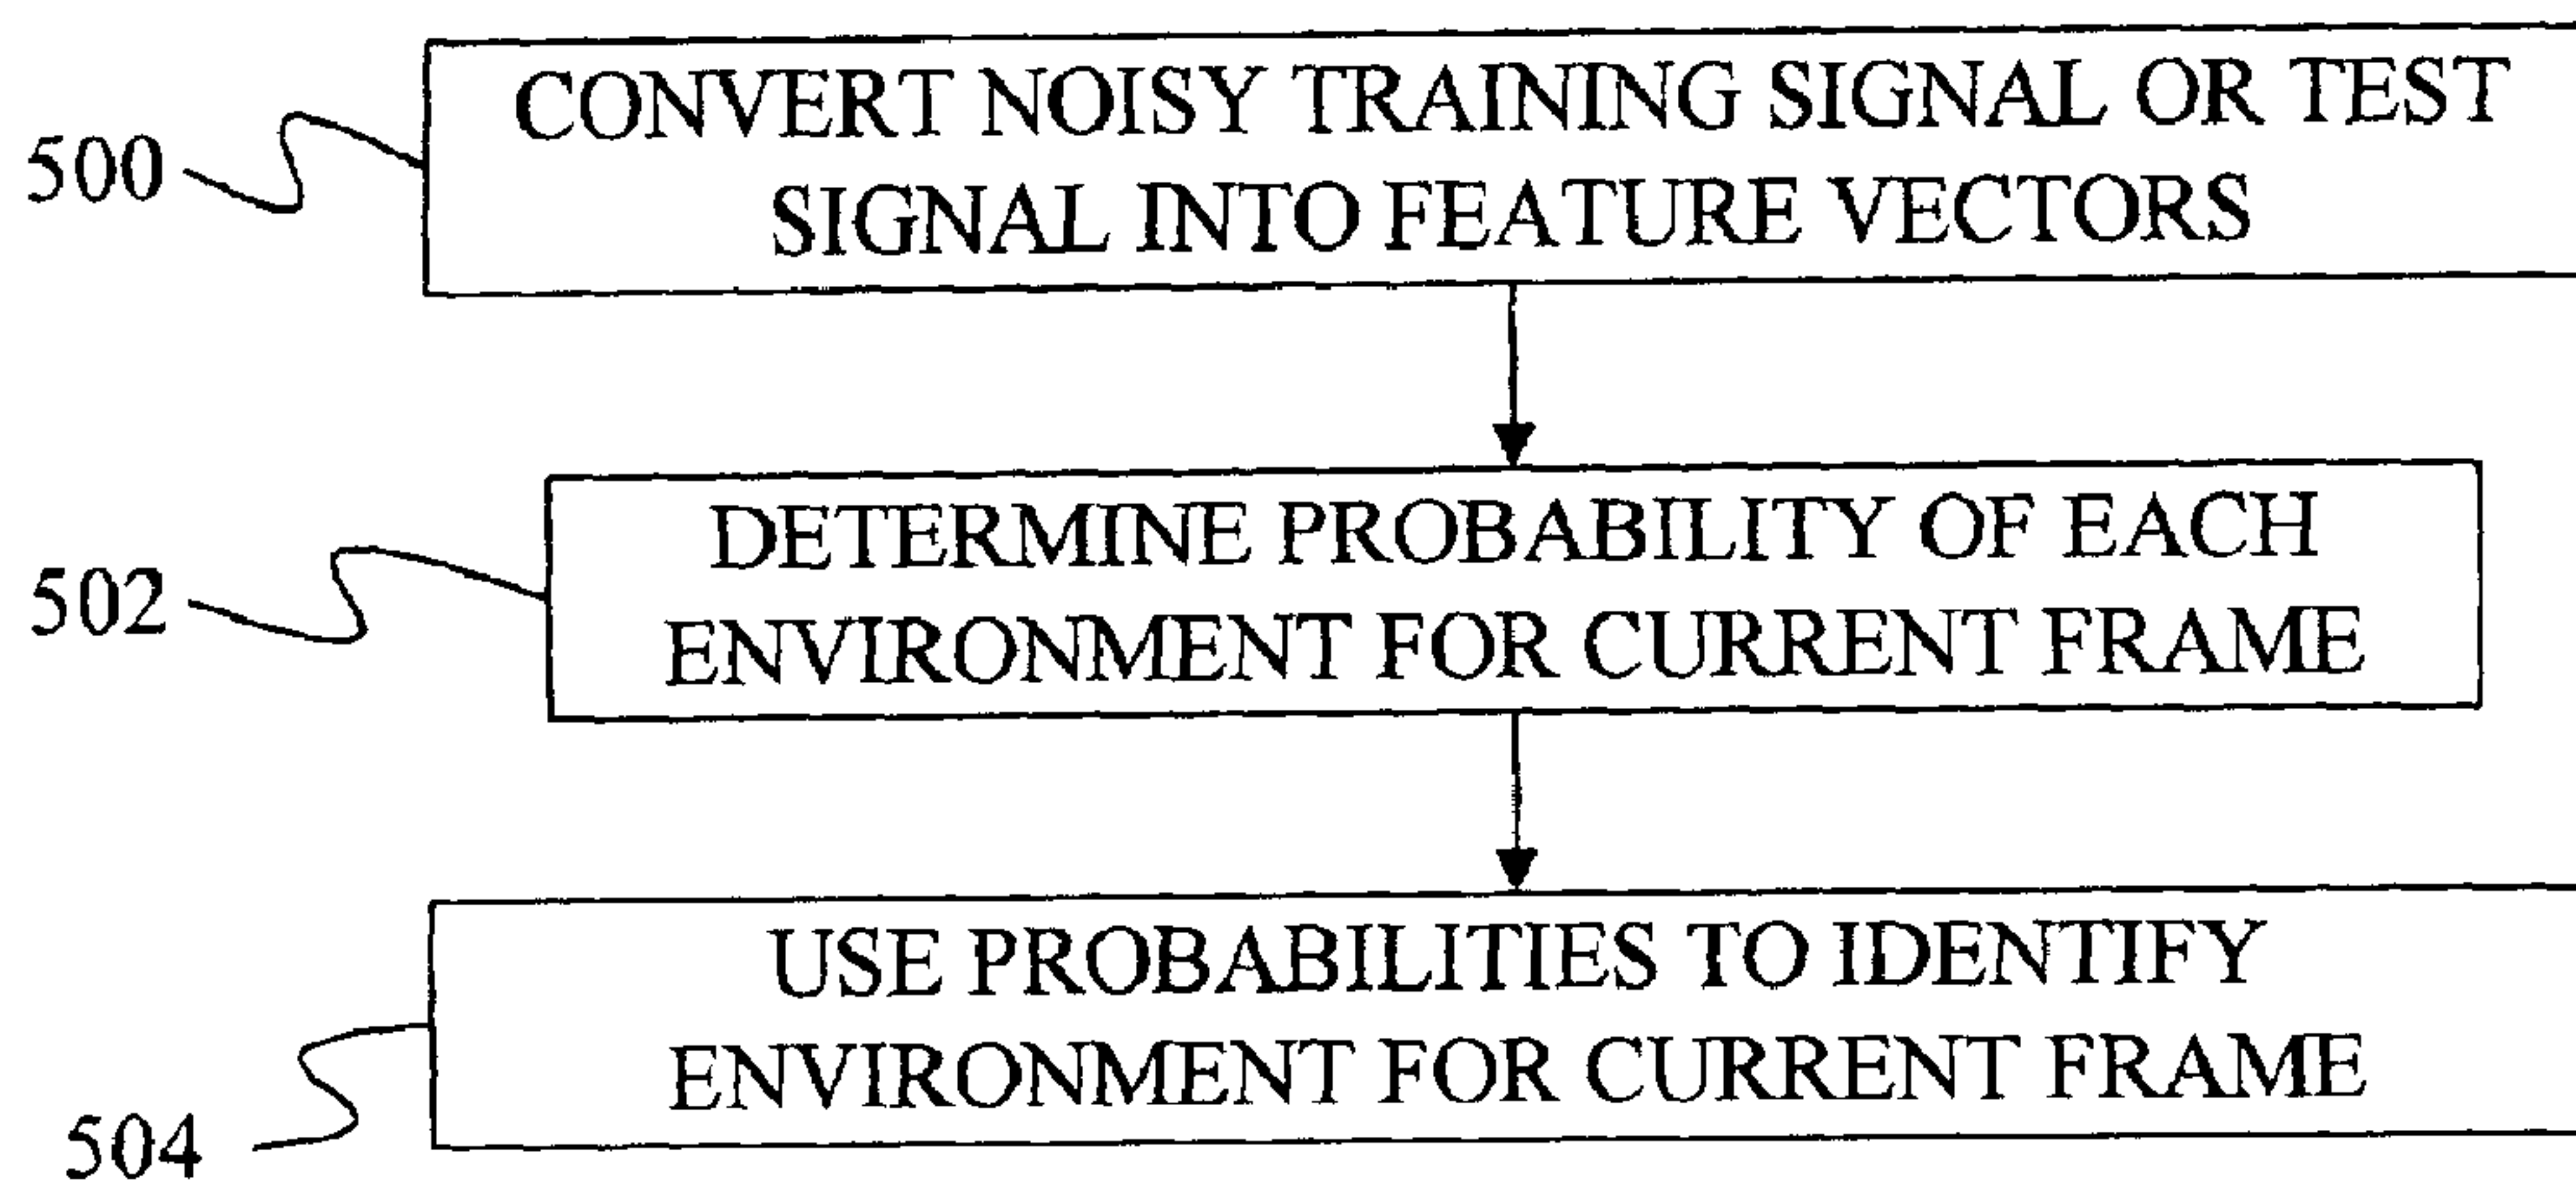 CONVERT NOISY TRAINING SIGNAL OR TEST
500
SIGNAL INTO FEATURE VECTORS
DETERMINE PROBABILITY OF EACH
502
ENVIRONMENT FOR CURRENT FRAME
USE PROBABILITIES TO IDENTIFY
ENVIRONMENT FOR CURRENT FRAME
504